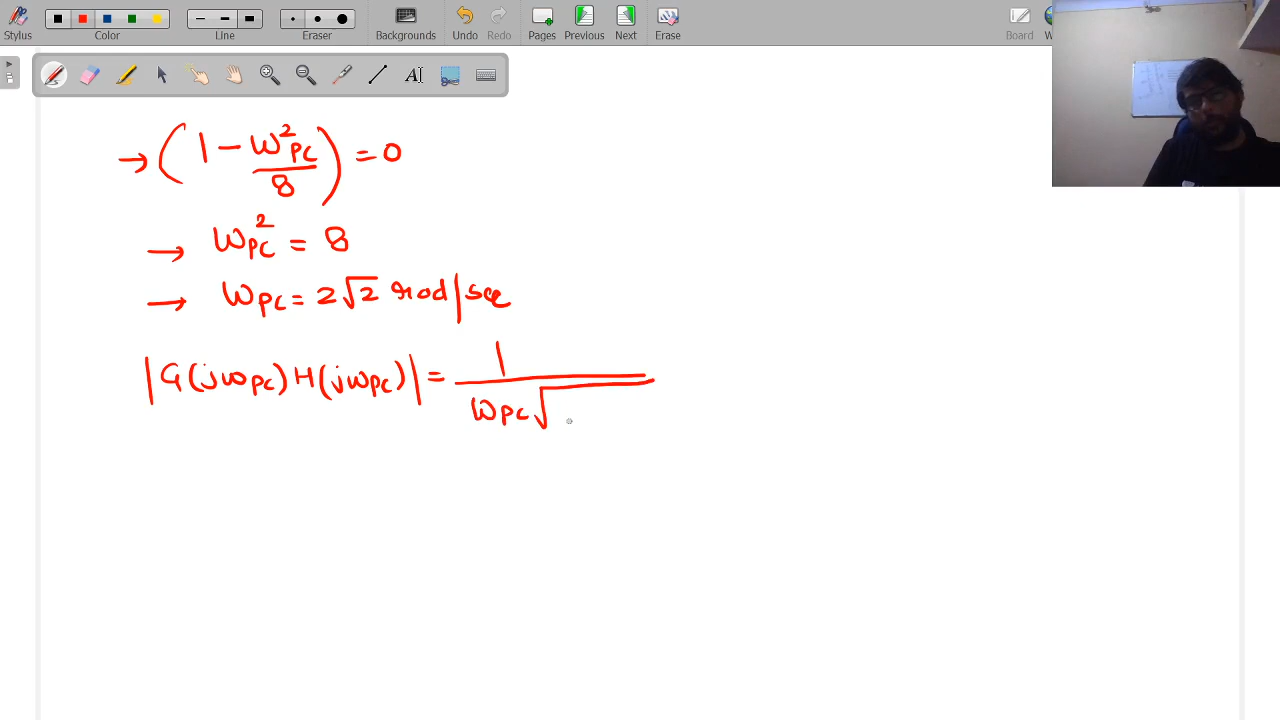 Stylus Color Line Eraser Backgrounds Undo Redo Pages Previous Next Erase Board
→ (1 - ω²PC/8) = 0
→ ωPC² = 8
→ ωPC = 2√2 rad/sec
|G(jωPC)H(jωPC)| = 1/(ωPC√